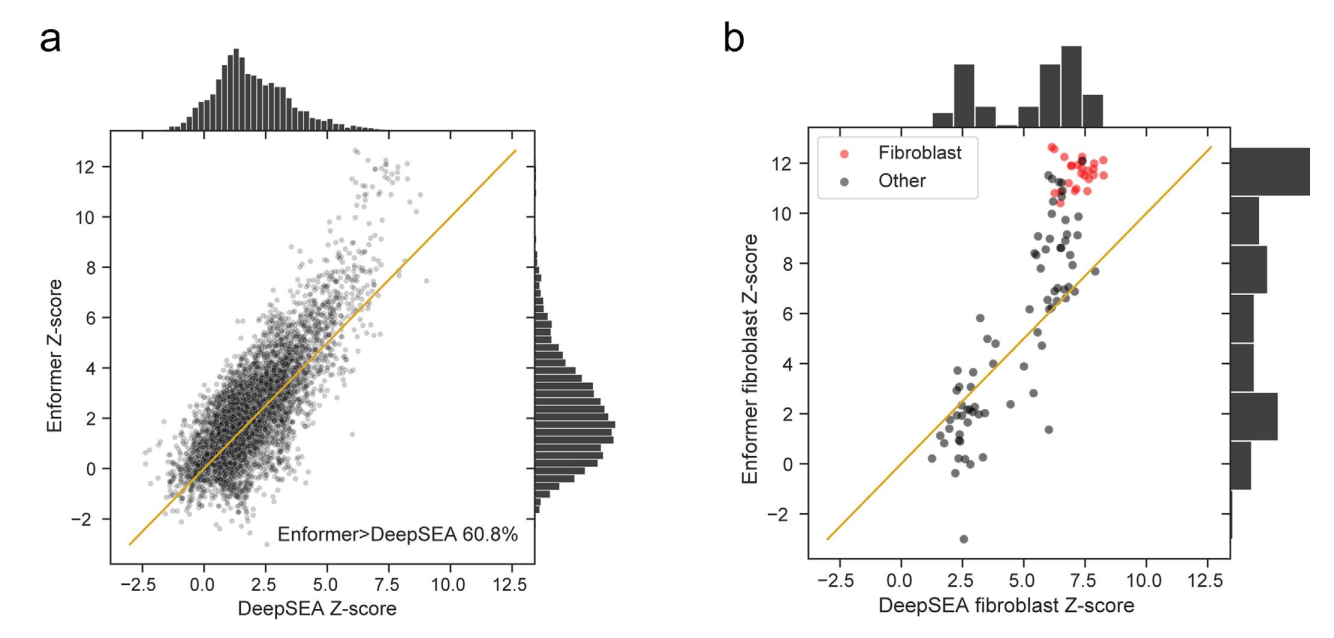 a
12
10
8
6
4
2
0
−2
Enformer Z-score
Enformer>DeepSEA 60.8%
−2.5 0.0 2.5 5.0 7.5 10.0 12.5
DeepSEA Z-score
b
Fibroblast
Other
12
10
8
6
4
2
0
−2
Enformer fibroblast Z-score
−2.5 0.0 2.5 5.0 7.5 10.0 12.5
DeepSEA fibroblast Z-score